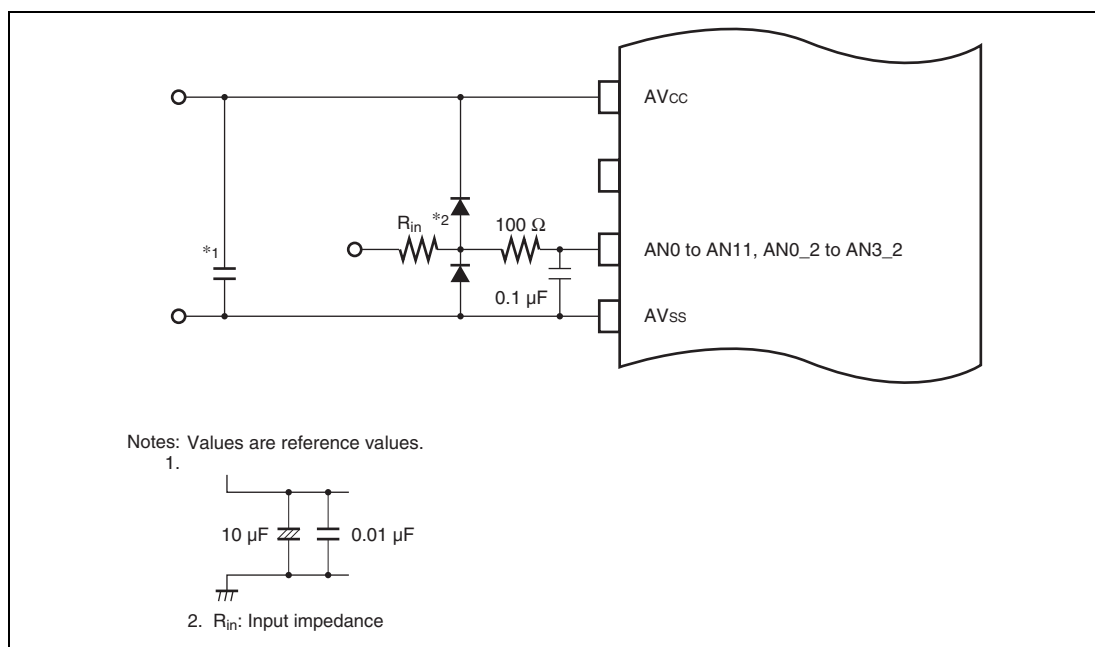 AVCC
Rin *2
100 Ω
*1
AN0 to AN11, AN0_2 to AN3_2
0.1 µF
AVSS
Notes: Values are reference values.
1.
10 µF
0.01 µF
2. Rin: Input impedance